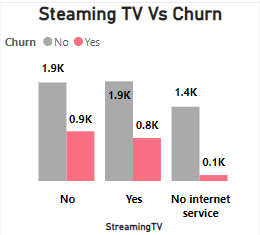 Steaming TV Vs Churn
Churn No Yes
1.9K 0.9K 1.9K 0.8K 1.4K 0.1K
No Yes No internet
service
StreamingTV